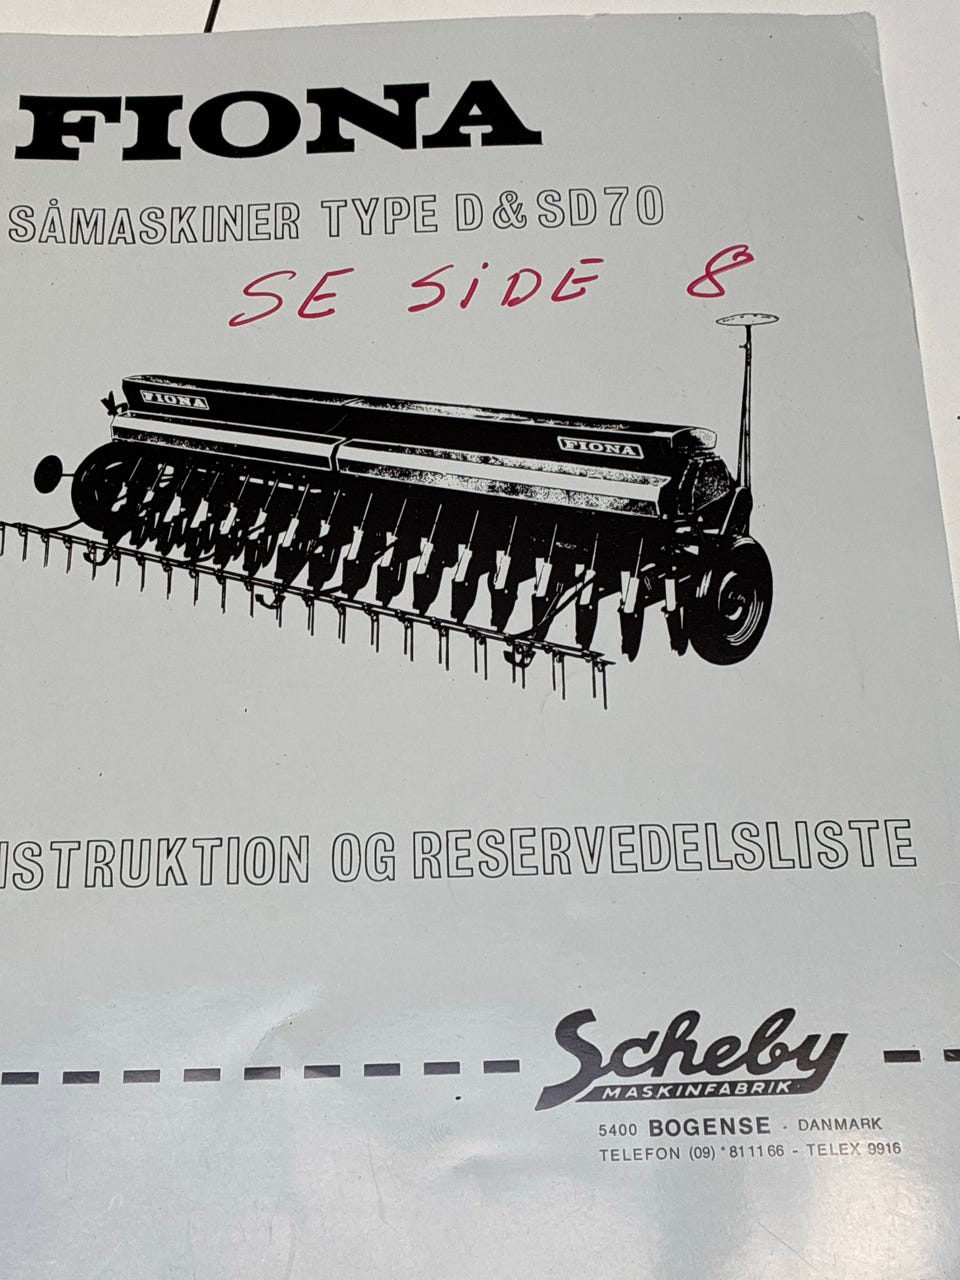 FIONA
SÅMASKINER TYPE D & SD70
SE SIDE 8
FIONA
FIONA
NSTRUKTION OG RESERVEDELSLISTE
Scheby
MASKINFABRIK
5400 BOGENSE · DANMARK
TELEFON (09) *811166 - TELEX 9916